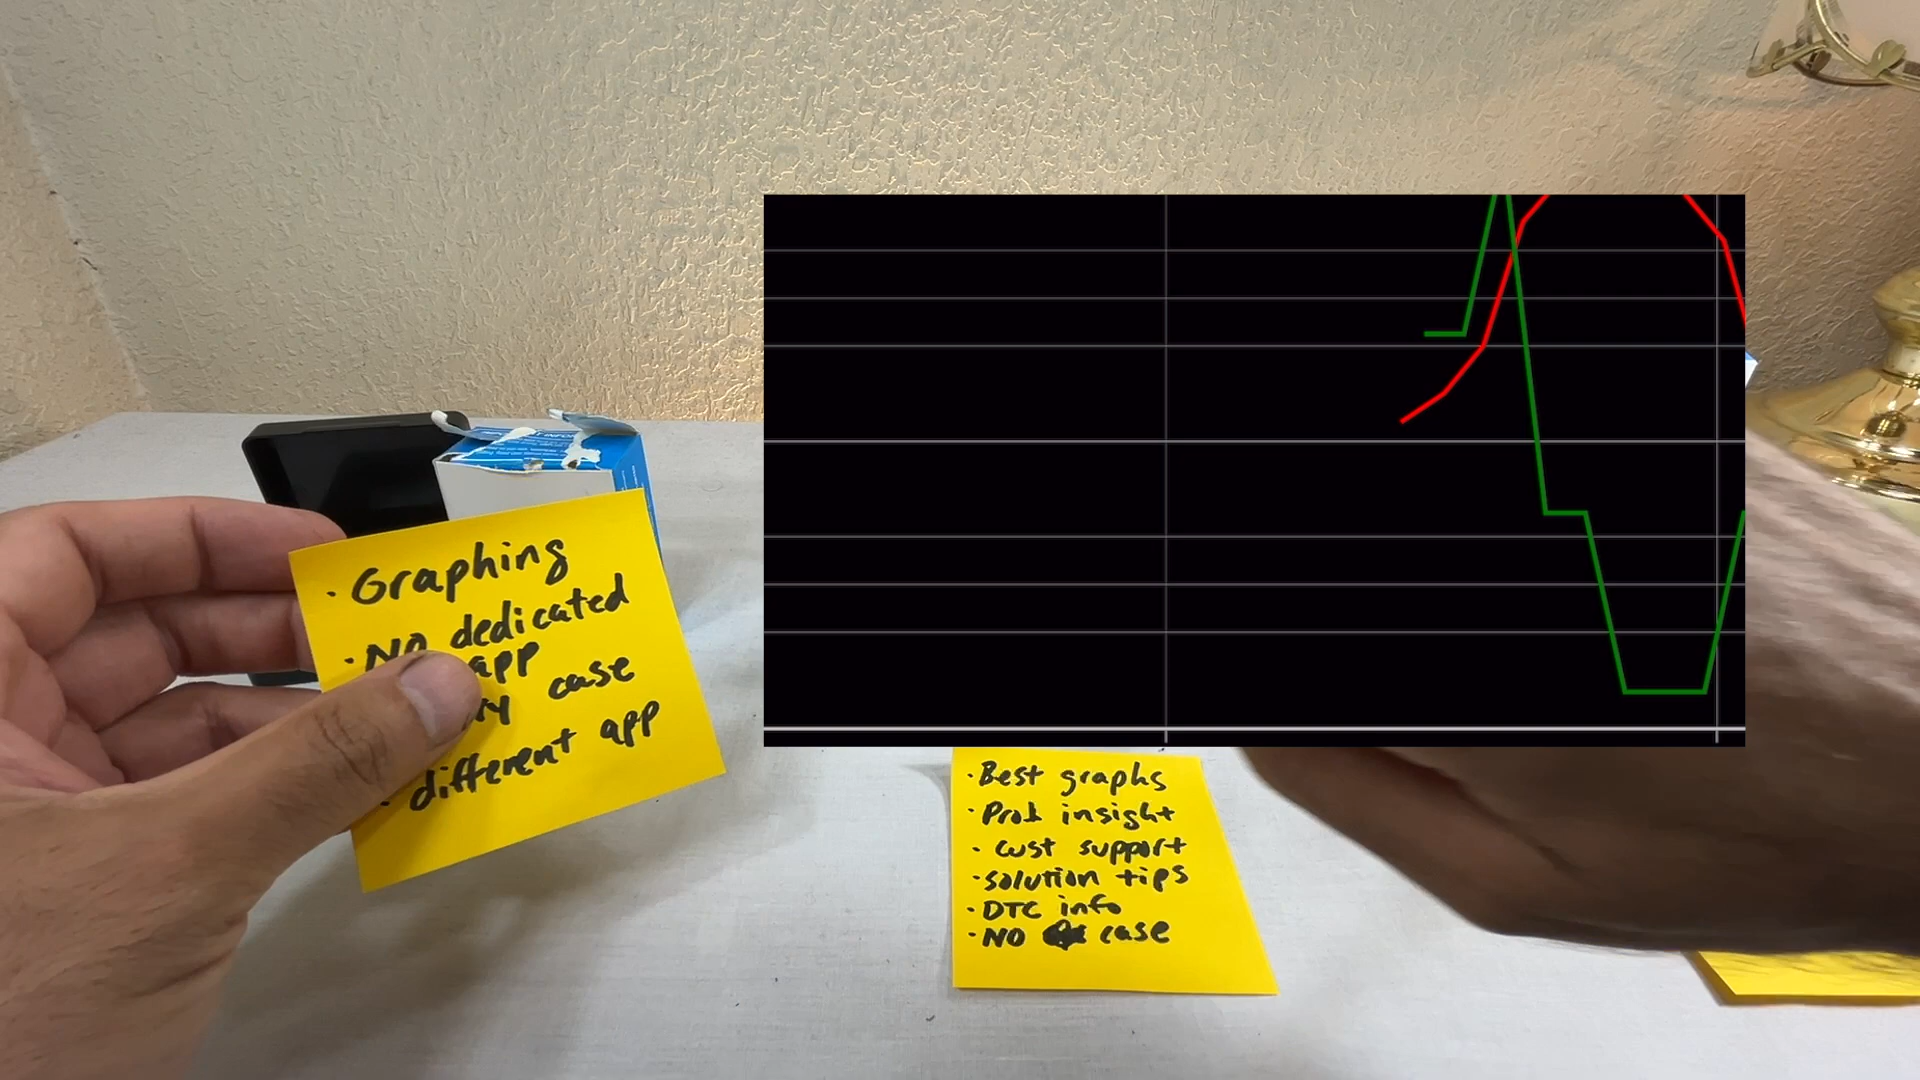 · Graphing
· NO dedicated
app
case
· different app
· Best graphs
· Prob insight
· cust support
· solution tips
· DTC info
· NO case